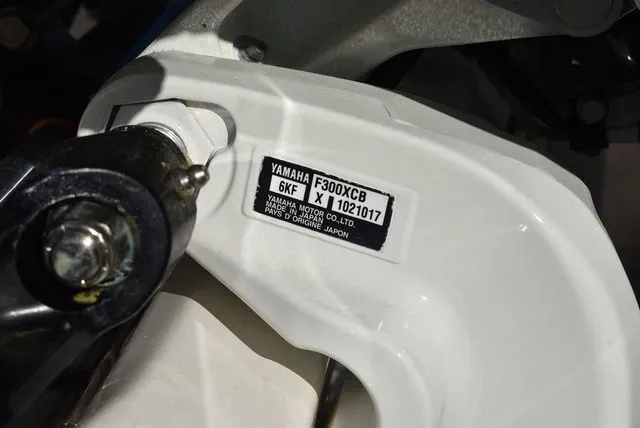 YAMAHA F300XCB
6KF X 1021017
YAMAHA MOTOR CO.,LTD.
MADE IN JAPAN
PAYS D'ORIGINE JAPON